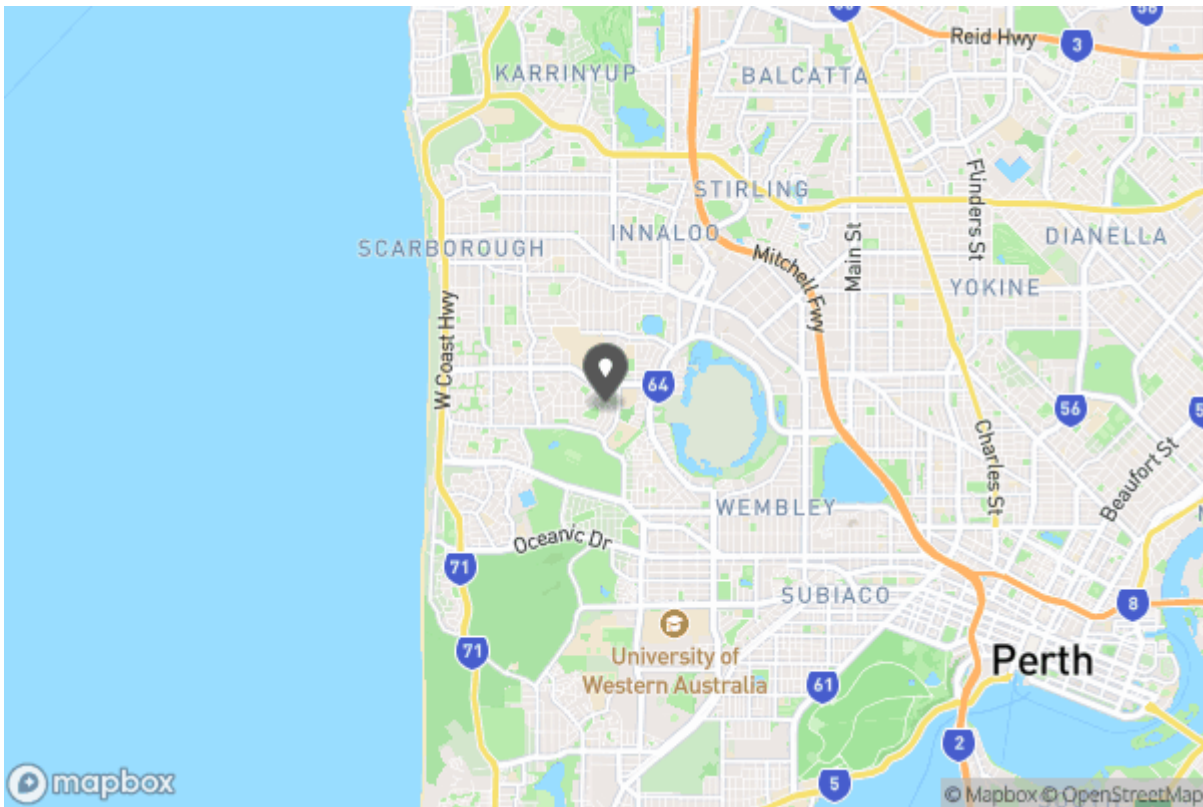 58
Reid Hwy
3
KARRINYUP
BALCATTA
STIRLING
Flinders St
INNALOO
SCARBOROUGH
DIANELLA
Main St
Mitchell Fwy
YOKINE
W Coast Hwy
64
56
Charles St
Beaufort St
WEMBLEY
Oceanic Dr
71
SUBIACO
8
University of
Western Australia
71
Perth
61
2
5
mapbox
© Mapbox © OpenStreetMap